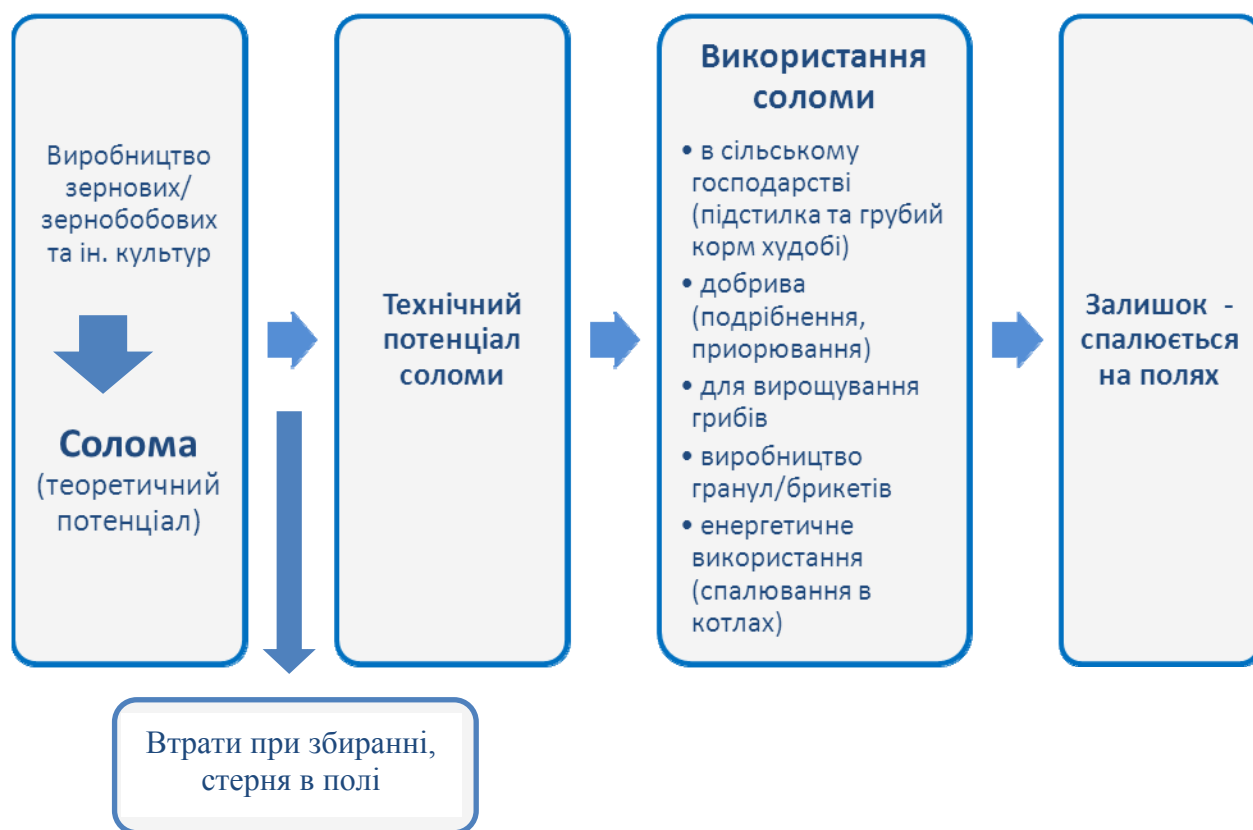 Виробництво
зернових/
зернобобових
та ін. культур
Солома
(теоретичний
потенціал)
Технічний
потенціал
соломи
Використання
соломи
• в сільському
господарстві
(підстилка та грубий
корм худобі)
• добрива
(подрібнення,
приорювання)
• для вирощування
грибів
• виробництво
гранул/брикетів
• енергетичне
використання
(спалювання в
котлах)
Залишок -
спалюється
на полях
Втрати при збиранні,
стерня в полі